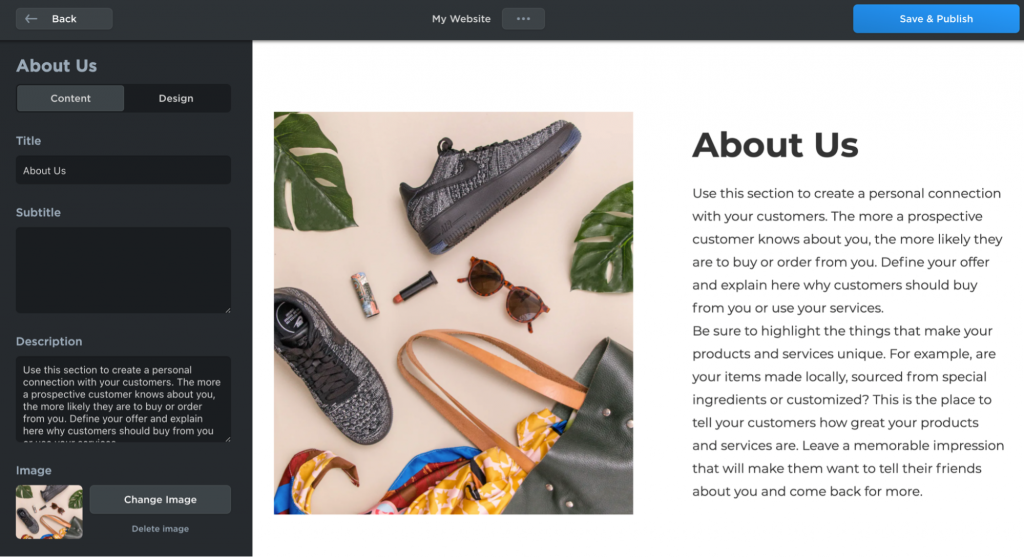 Back
My Website
Save & Publish
About Us
Content
Design
Title
About Us
Subtitle
Description
Use this section to create a personal
connection with your customers. The more
a prospective customer knows about you,
the more likely they are to buy or order
from you. Define your offer and explain
here why customers should buy from you
or use your services.
Image
Change Image
Delete image
About Us
Use this section to create a personal connection
with your customers. The more a prospective
customer knows about you, the more likely they
are to buy or order from you. Define your offer
and explain here why customers should buy
from you or use your services.
Be sure to highlight the things that make your
products and services unique. For example, are
your items made locally, sourced from special
ingredients or customized? This is the place to
tell your customers how great your products
and services are. Leave a memorable impression
that will make them want to tell their friends
about you and come back for more.